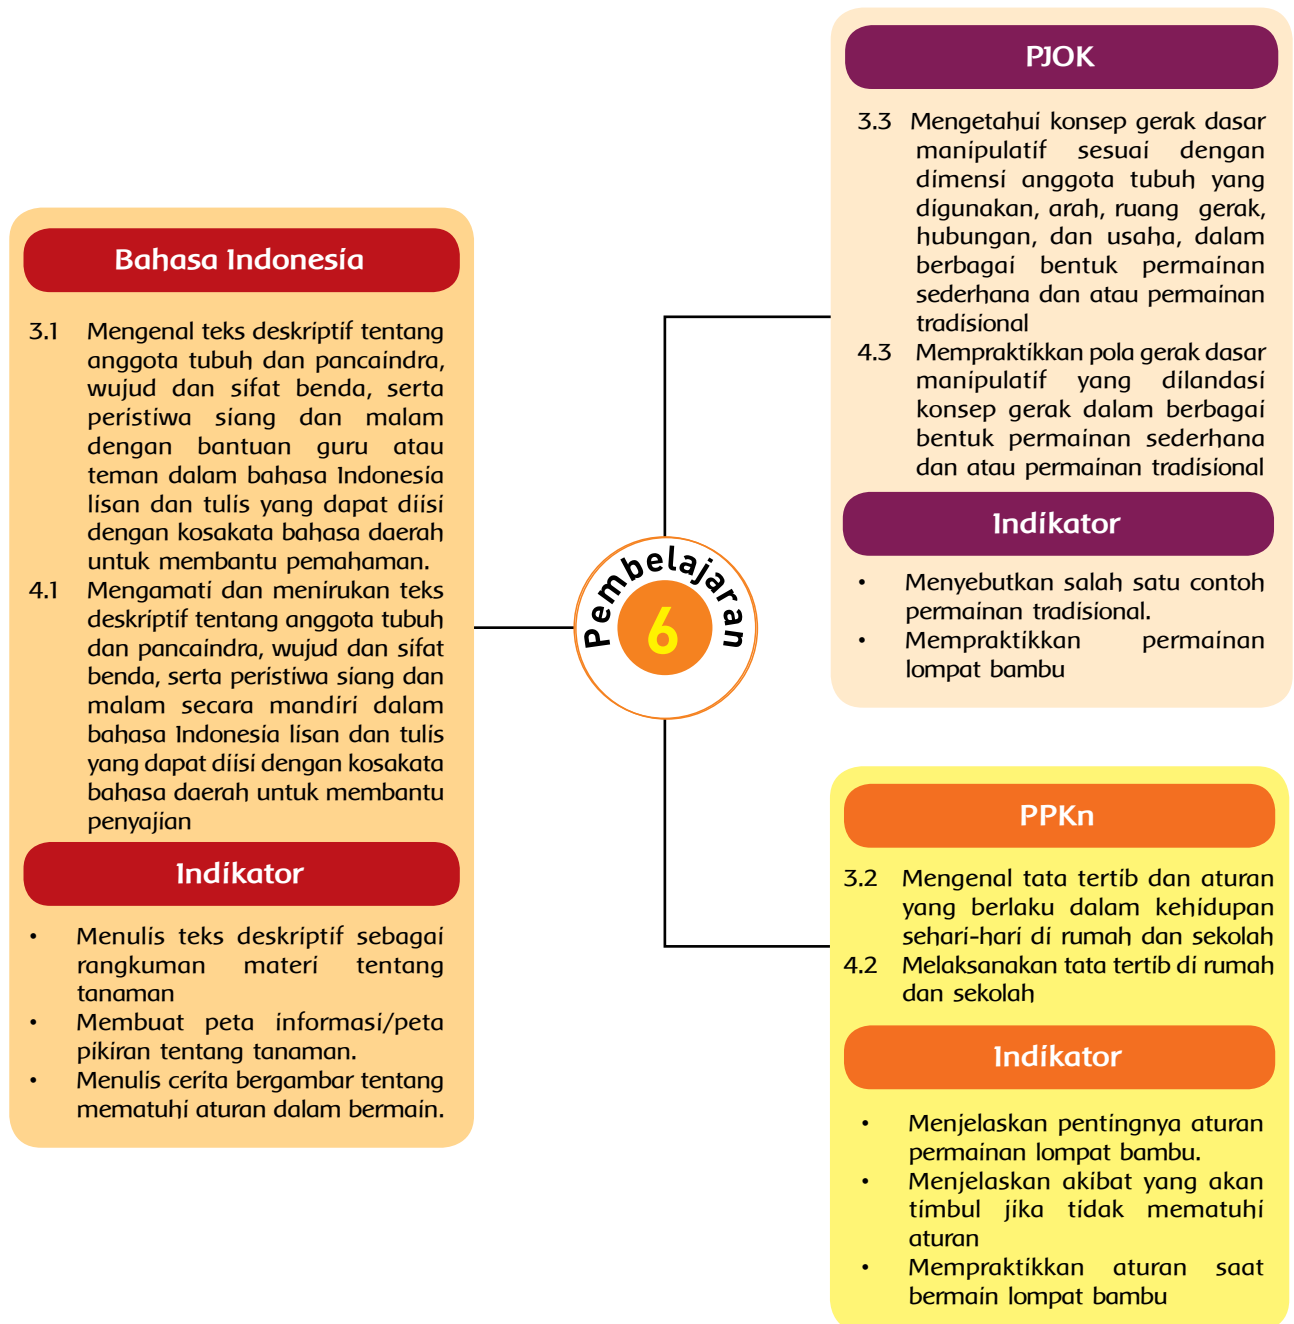 Bahasa Indonesia
3.1 Mengenal teks deskriptif tentang
anggota tubuh dan pancaindra,
wujud dan sifat benda, serta
peristiwa siang dan malam
dengan bantuan guru atau
teman dalam bahasa Indonesia
lisan dan tulis yang dapat diisi
dengan kosakata bahasa daerah
untuk membantu pemahaman.
4.1 Mengamati dan menirukan teks
deskriptif tentang anggota tubuh
dan pancaindra, wujud dan sifat
benda, serta peristiwa siang dan
malam secara mandiri dalam
bahasa Indonesia lisan dan tulis
yang dapat diisi dengan kosakata
bahasa daerah untuk membantu
penyajian
Indikator
• Menulis teks deskriptif sebagai
rangkuman materi tentang
tanaman
• Membuat peta informasi/peta
pikiran tentang tanaman.
• Menulis cerita bergambar tentang
mematuhi aturan dalam bermain.
Pembelajaran
6
PJOK
3.3 Mengetahui konsep gerak dasar
manipulatif sesuai dengan
dimensi anggota tubuh yang
digunakan, arah, ruang gerak,
hubungan, dan usaha, dalam
berbagai bentuk permainan
sederhana dan atau permainan
tradisional
4.3 Mempraktikkan pola gerak dasar
manipulatif yang dilandasi
konsep gerak dalam berbagai
bentuk permainan sederhana
dan atau permainan tradisional
Indikator
• Menyebutkan salah satu contoh
permainan tradisional.
• Mempraktikkan permainan
lompat bambu
PPKn
3.2 Mengenal tata tertib dan aturan
yang berlaku dalam kehidupan
sehari-hari di rumah dan sekolah
4.2 Melaksanakan tata tertib di rumah
dan sekolah
Indikator
• Menjelaskan pentingnya aturan
permainan lompat bambu.
• Menjelaskan akibat yang akan
timbul jika tidak mematuhi
aturan
• Mempraktikkan aturan saat
bermain lompat bambu